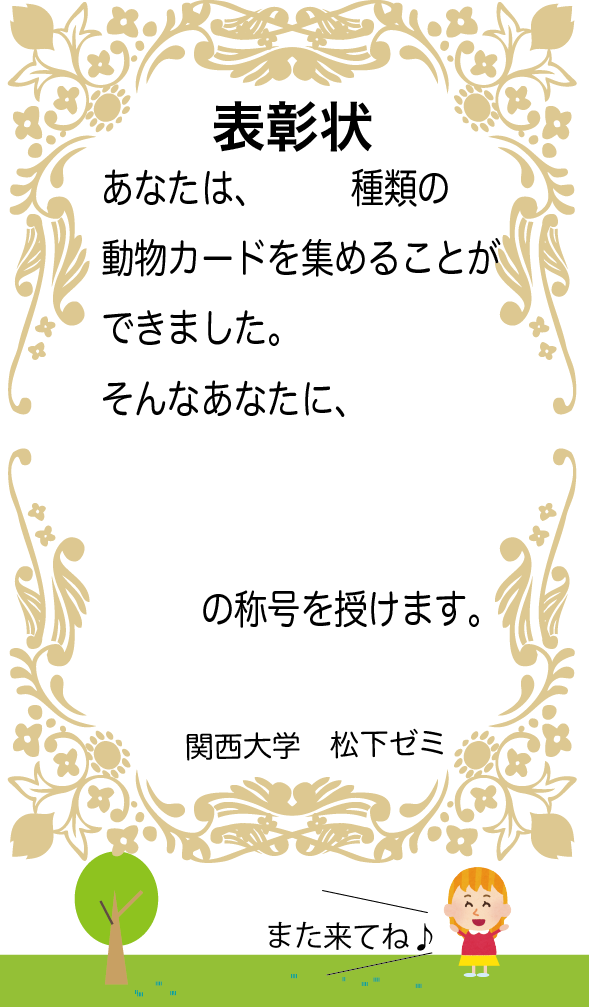 表彰状
あなたは、　　　種類の
動物カードを集めることが
できました。
そんなあなたに、
の称号を授けます。
関西大学　松下ゼミ
また来てね♪